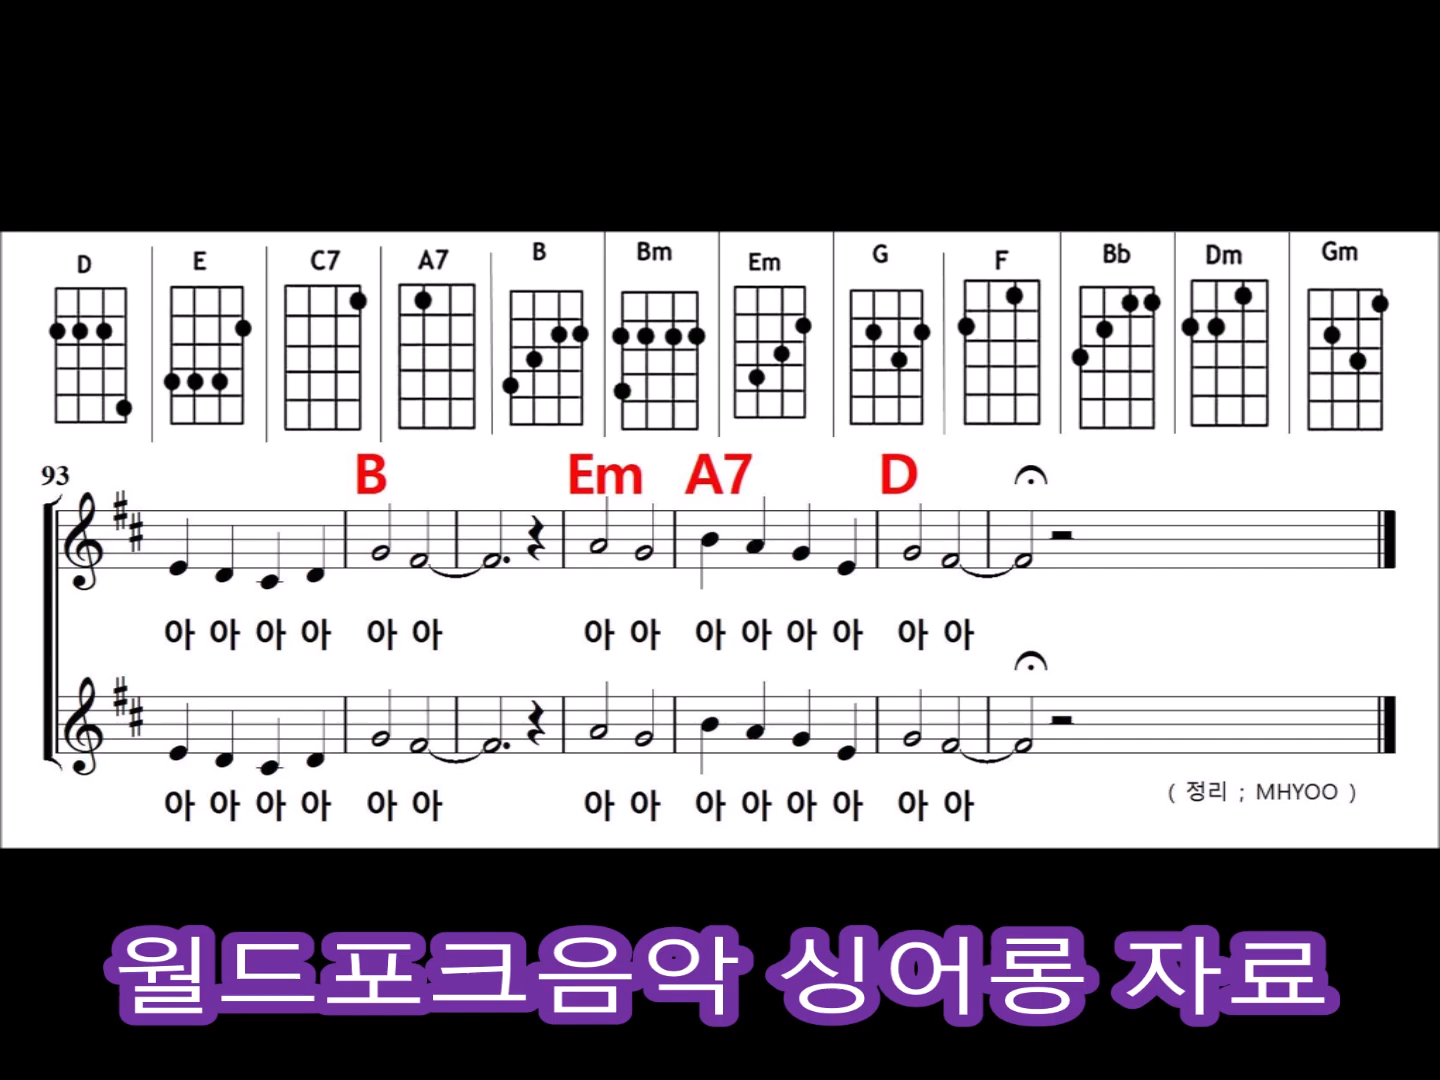 D E C7 A7 B Bm Em G F Bb Dm Gm
93 B Em A7 D
아 아 아 아 아 아 아 아 아 아 아 아 아 아
아 아 아 아 아 아 아 아 아 아 아 아 아 아
( 정리 ; MHYOO )
월드포크음악 싱어롱 자료